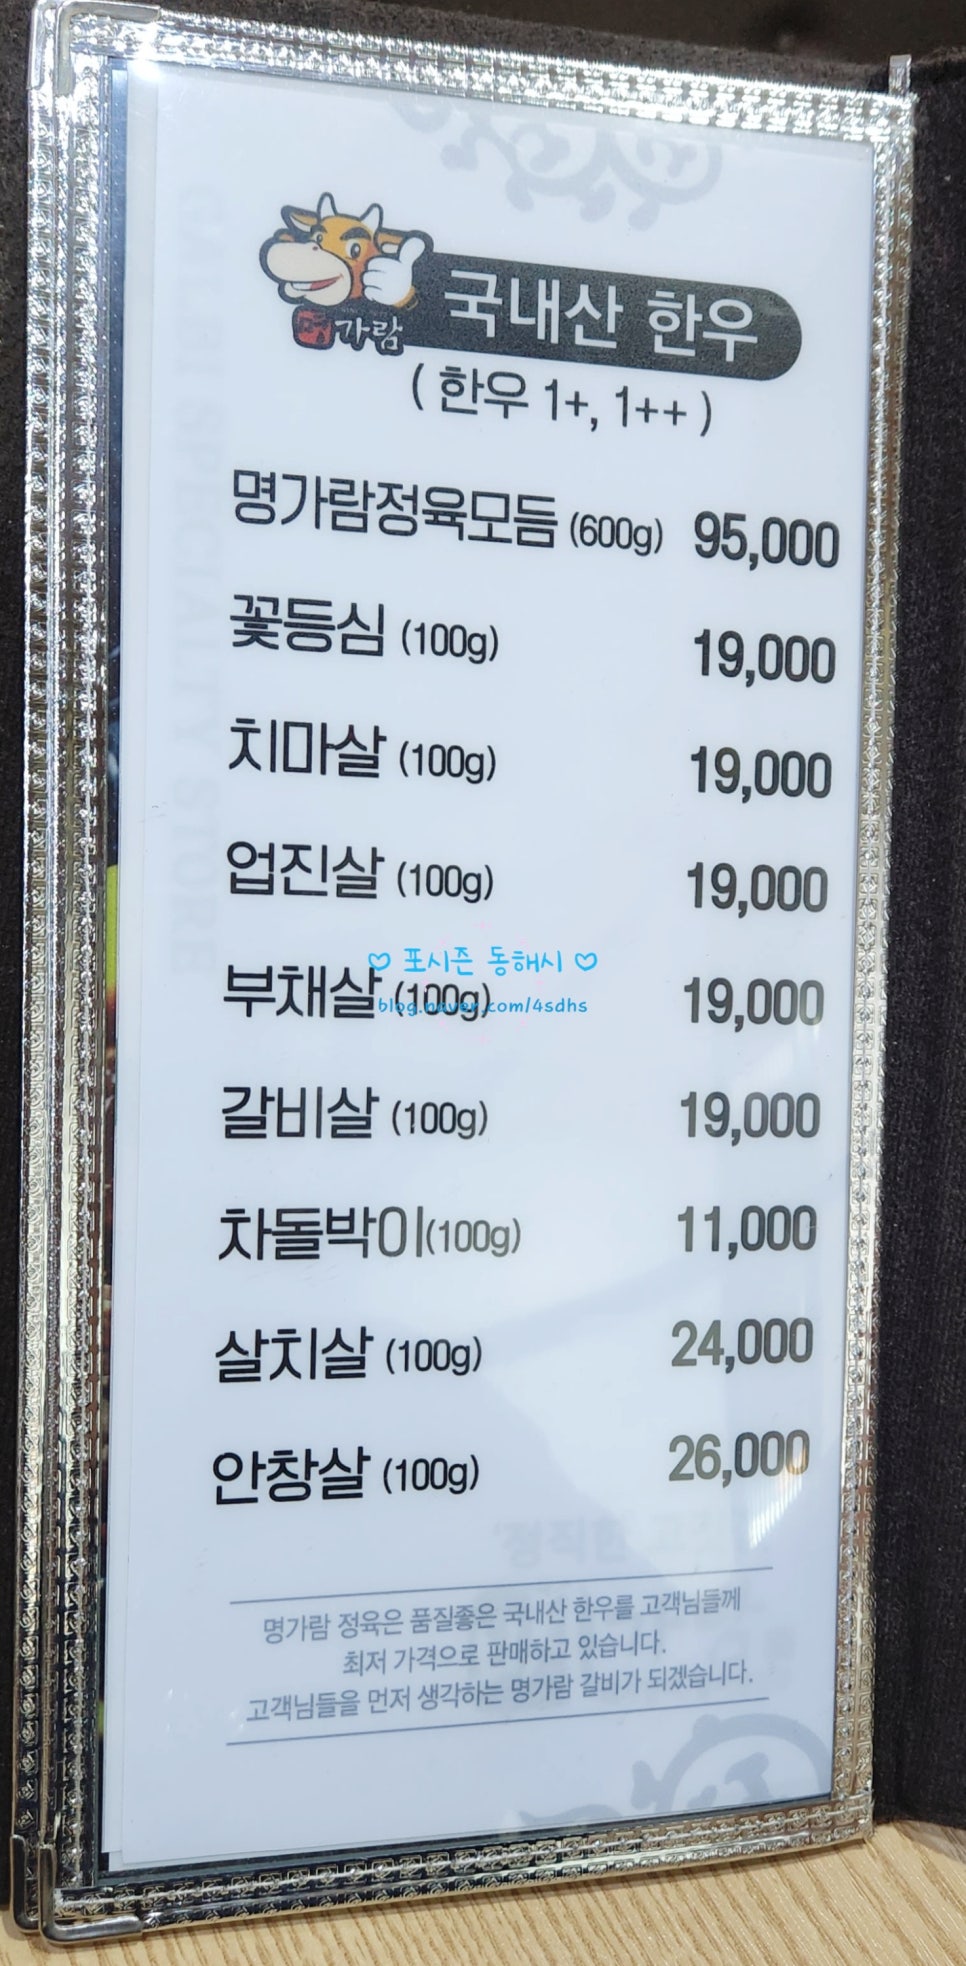 명가람
국내산 한우
( 한우 1+, 1++ )
명가람정육모듬 (600g) 95,000
꽃등심 (100g) 19,000
치마살 (100g) 19,000
업진살 (100g) 19,000
♡ 포시즌 동해시 ♡
부채살 (100g) 19,000
blog.naver.com/4sdhs
갈비살 (100g) 19,000
차돌박이(100g) 11,000
살치살 (100g) 24,000
안창살 (100g) 26,000
명가람 정육은 품질좋은 국내산 한우를 고객님들께
최저 가격으로 판매하고 있습니다.
고객님들을 먼저 생각하는 명가람 갈비가 되겠습니다.